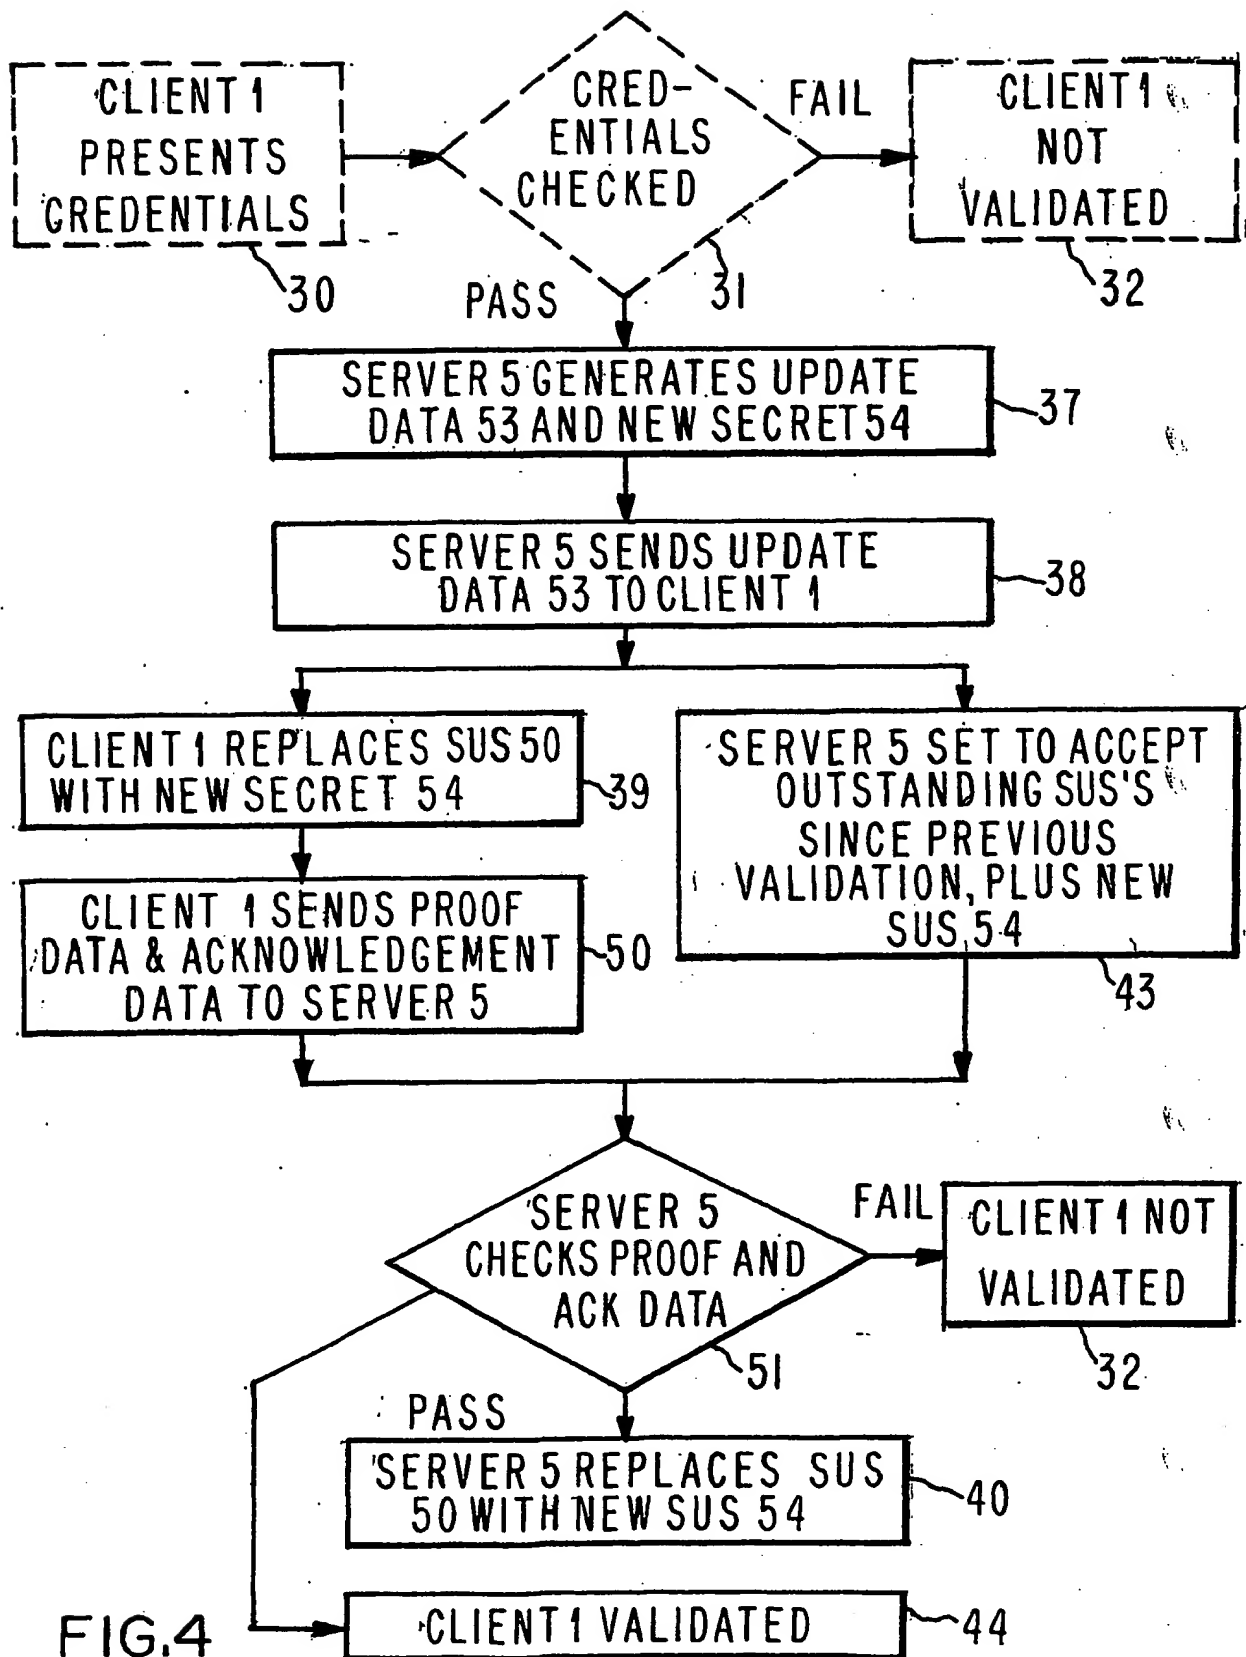 CLIENT 1
PRESENTS
CREDENTIALS
30
CRED-
ENTIALS
CHECKED
31
FAIL
CLIENT 1
NOT
VALIDATED
32
PASS
SERVER 5 GENERATES UPDATE
DATA 53 AND NEW SECRET 54
37
SERVER 5 SENDS UPDATE
DATA 53 TO CLIENT 1
38
CLIENT 1 REPLACES SUS 50
WITH NEW SECRET 54
39
SERVER 5 SET TO ACCEPT
OUTSTANDING SUS'S
SINCE PREVIOUS
VALIDATION, PLUS NEW
SUS 54
43
CLIENT 1 SENDS PROOF
DATA & ACKNOWLEDGEMENT
DATA TO SERVER 5
50
SERVER 5
CHECKS PROOF AND
ACK DATA
51
FAIL
CLIENT 1 NOT
VALIDATED
32
PASS
SERVER 5 REPLACES SUS
50 WITH NEW SUS 54
40
CLIENT 1 VALIDATED
44
FIG.4